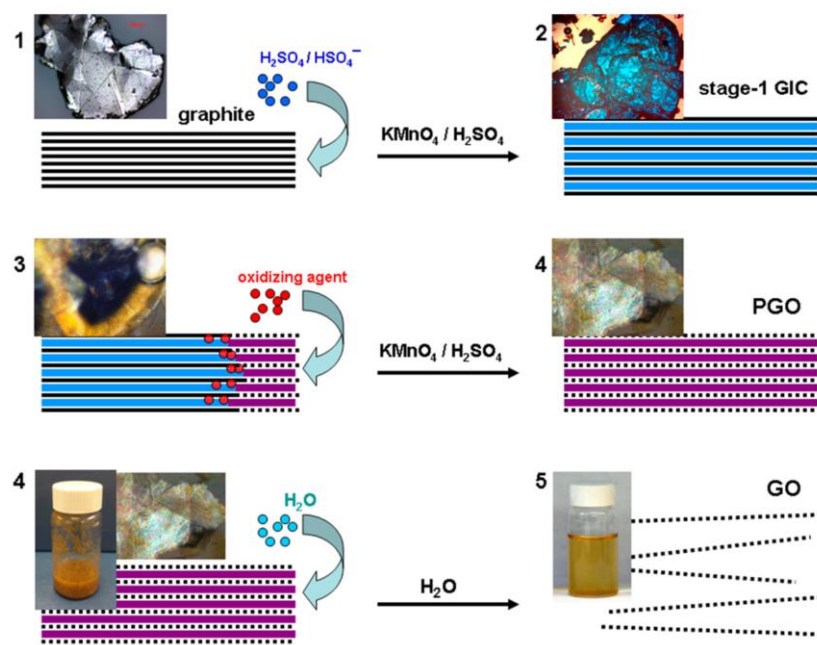 1
H₂SO₄ / HSO₄⁻
graphite
KMnO₄ / H₂SO₄
2
stage-1 GIC
3
oxidizing agent
KMnO₄ / H₂SO₄
4
PGO
4
H₂O
H₂O
5
GO